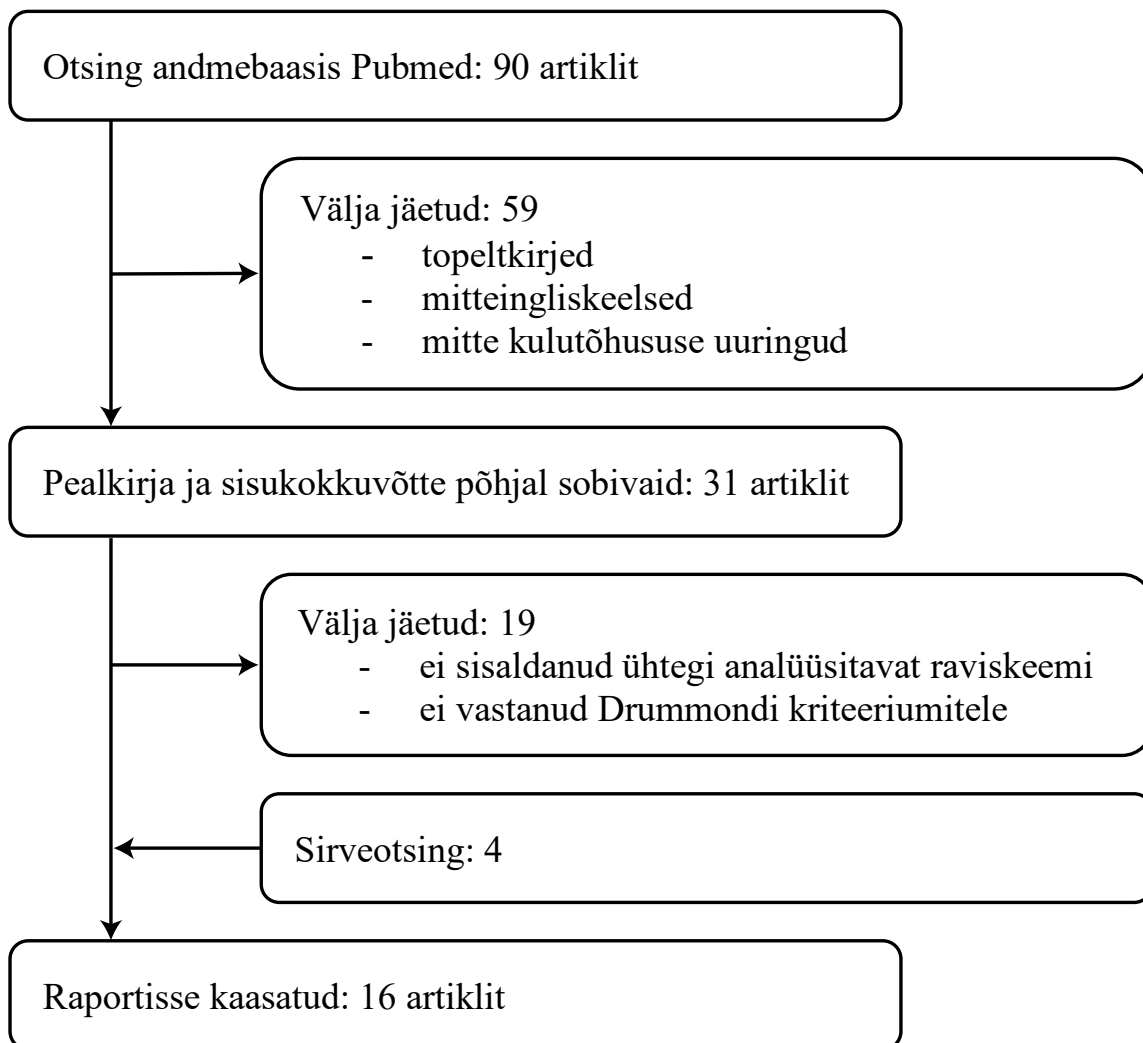 Otsing andmebaasis Pubmed: 90 artiklit
Välja jäetud: 59
- topeltkirjed
- mitteingliskeelsed
- mitte kulutõhususe uuringud
Pealkirja ja sisukokkuvõtte põhjal sobivaid: 31 artiklit
Välja jäetud: 19
- ei sisaldanud ühtegi analüüsitavat raviskeemi
- ei vastanud Drummondi kriteeriumitele
Sirveotsing: 4
Raportisse kaasatud: 16 artiklit